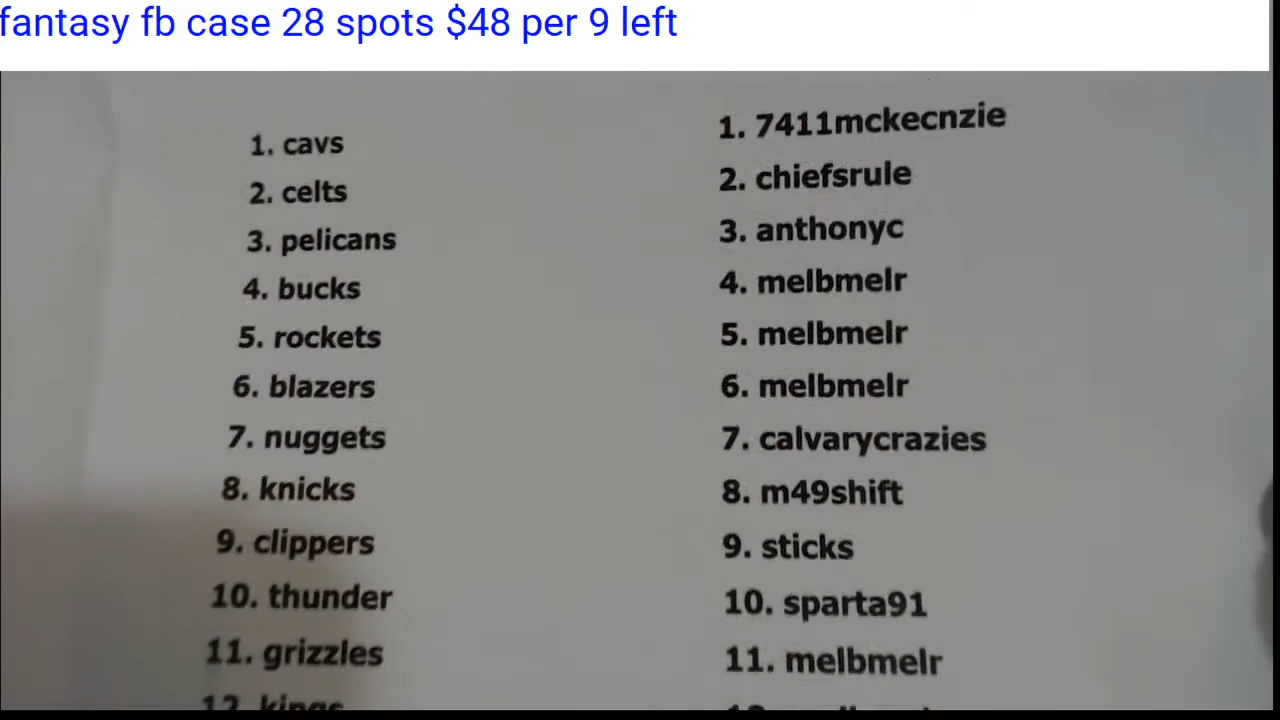 fantasy fb case 28 spots $48 per 9 left
1. cavs
2. celts
3. pelicans
4. bucks
5. rockets
6. blazers
7. nuggets
8. knicks
9. clippers
10. thunder
11. grizzles
12. kings
1. 7411mckecnzie
2. chiefsrule
3. anthonyc
4. melbmelr
5. melbmelr
6. melbmelr
7. calvarycrazies
8. m49shift
9. sticks
10. sparta91
11. melbmelr